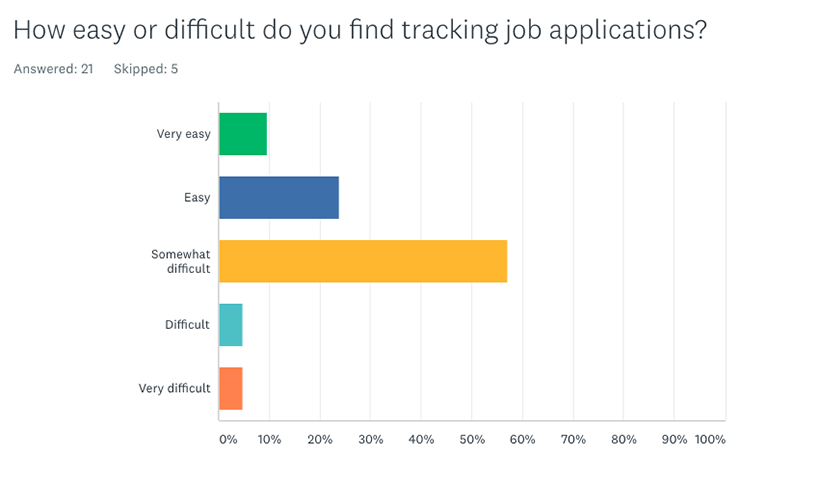 How easy or difficult do you find tracking job applications?
Answered: 21 Skipped: 5
Very easy
Easy
Somewhat
difficult
Difficult
Very difficult
0% 10% 20% 30% 40% 50% 60% 70% 80% 90% 100%